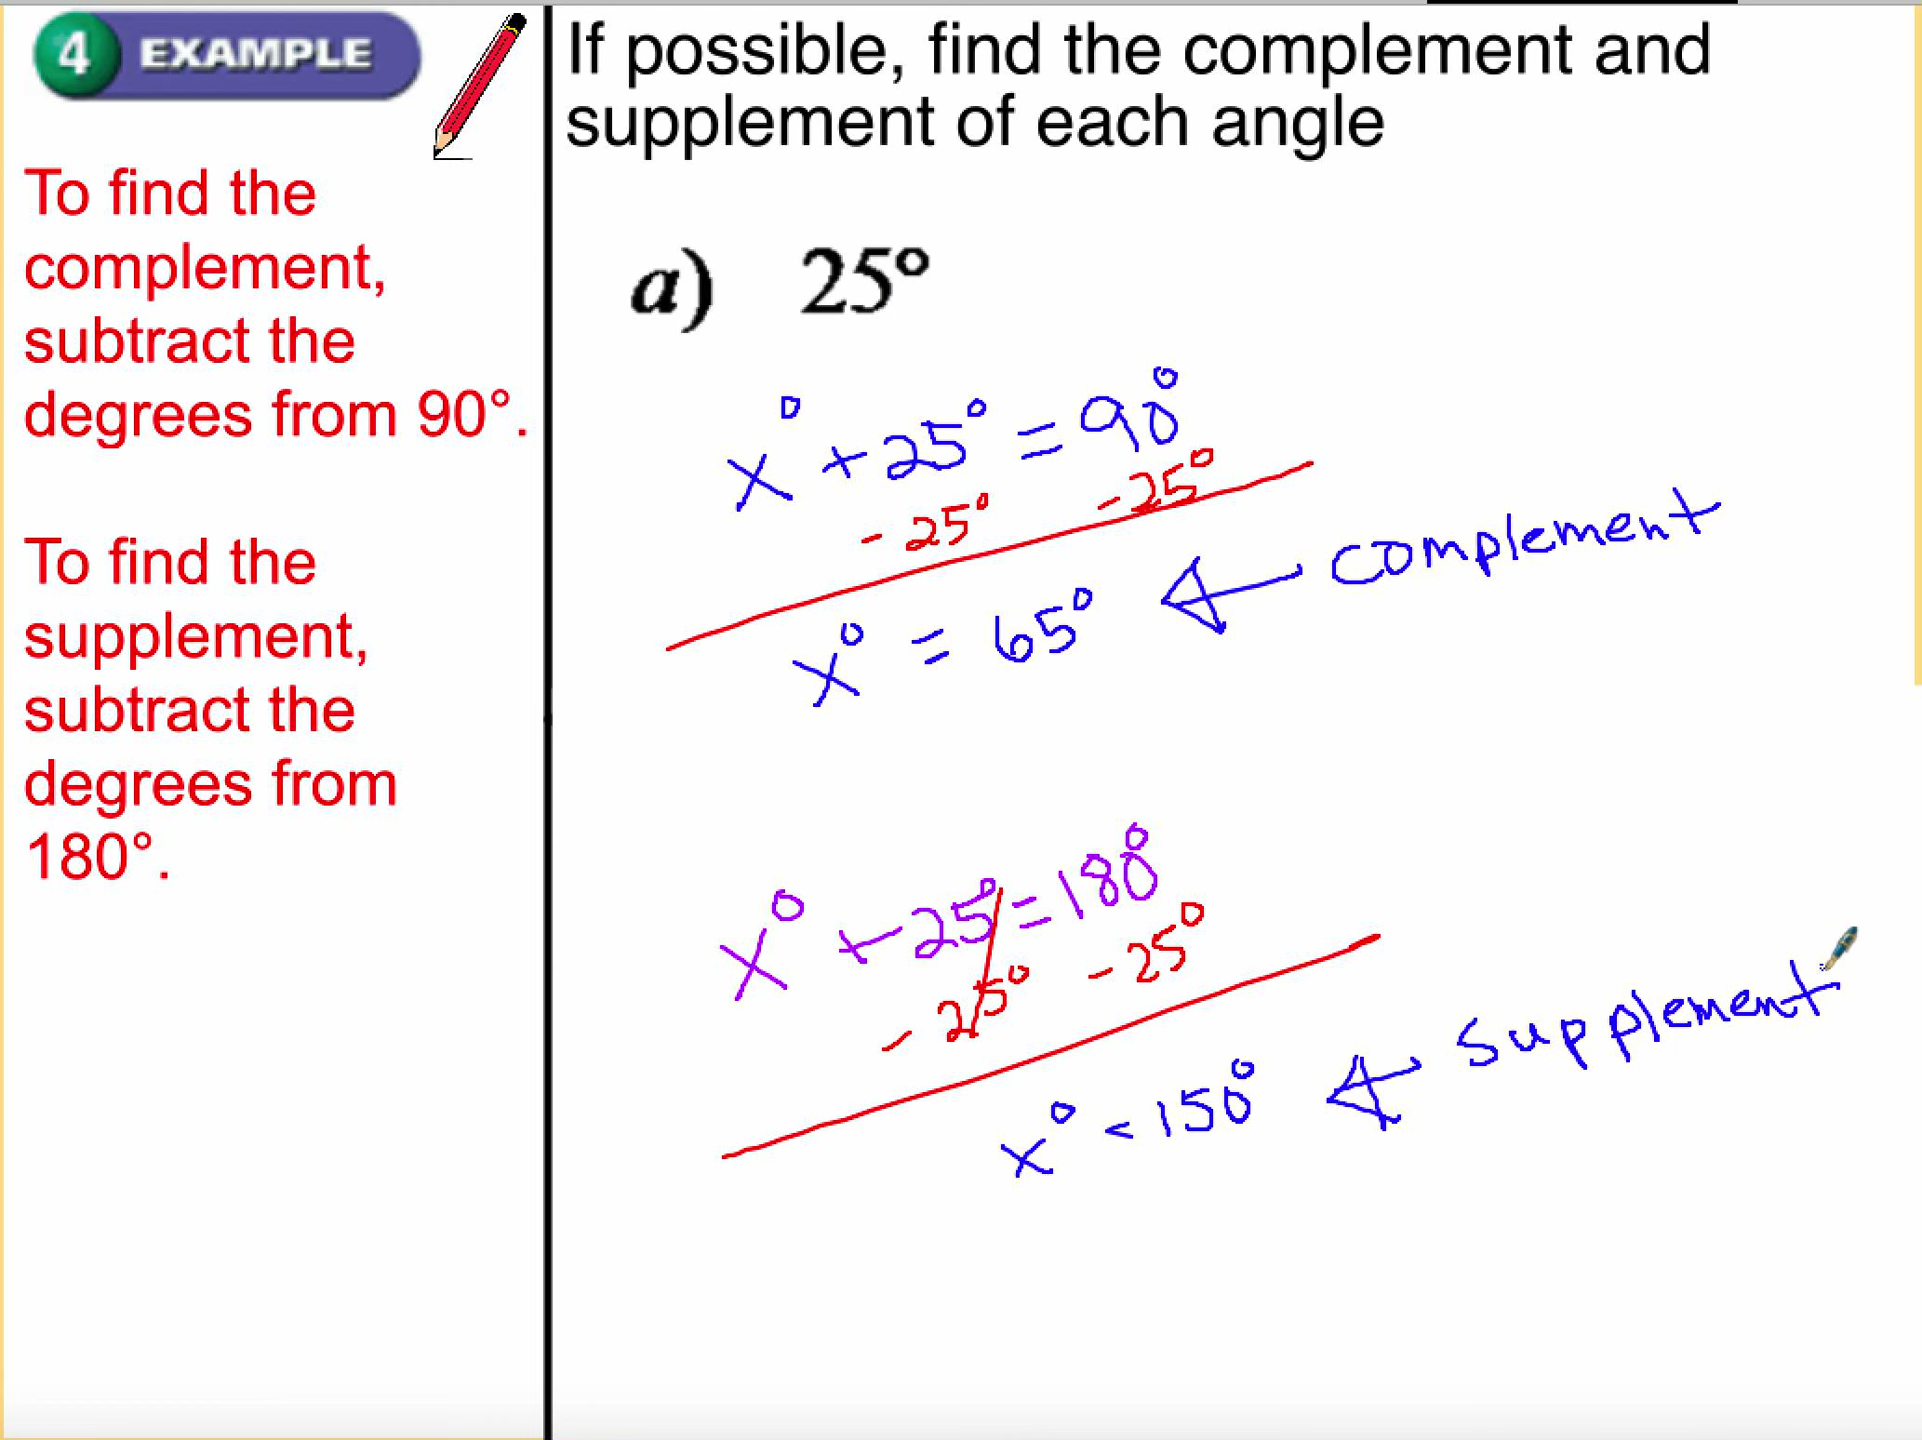 4 EXAMPLE
To find the
complement,
subtract the
degrees from 90°.
To find the
supplement,
subtract the
degrees from
180°.
If possible, find the complement and
supplement of each angle
a) 25°
x° + 25° = 90°
- 25° - 25°
x° = 65° ← complement
x° + 25° = 180°
- 25° - 25°
x° = 150° ← supplement